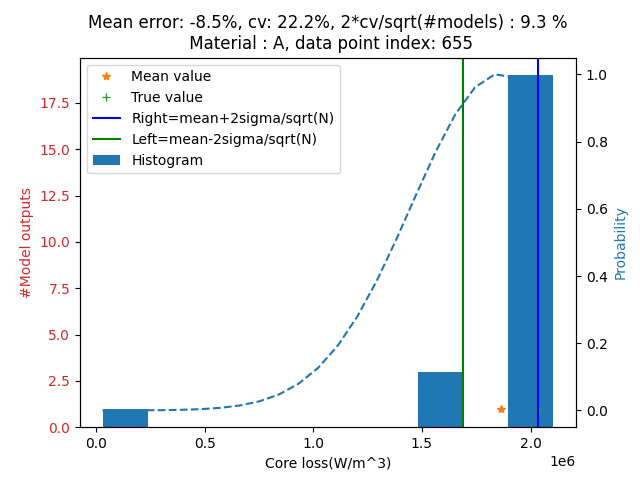 Mean error: -8.5%, cv: 22.2%, 2*cv/sqrt(#models) : 9.3 %
Material : A, data point index: 655
Mean value
True value
Right=mean+2sigma/sqrt(N)
Left=mean-2sigma/sqrt(N)
Histogram
#Model outputs
17.5
15.0
12.5
10.0
7.5
5.0
2.5
0.0
1.0
0.8
0.6
0.4
0.2
0.0
Probability
0.0 0.5 1.0 1.5 2.0
1e6
Core loss(W/m^3)